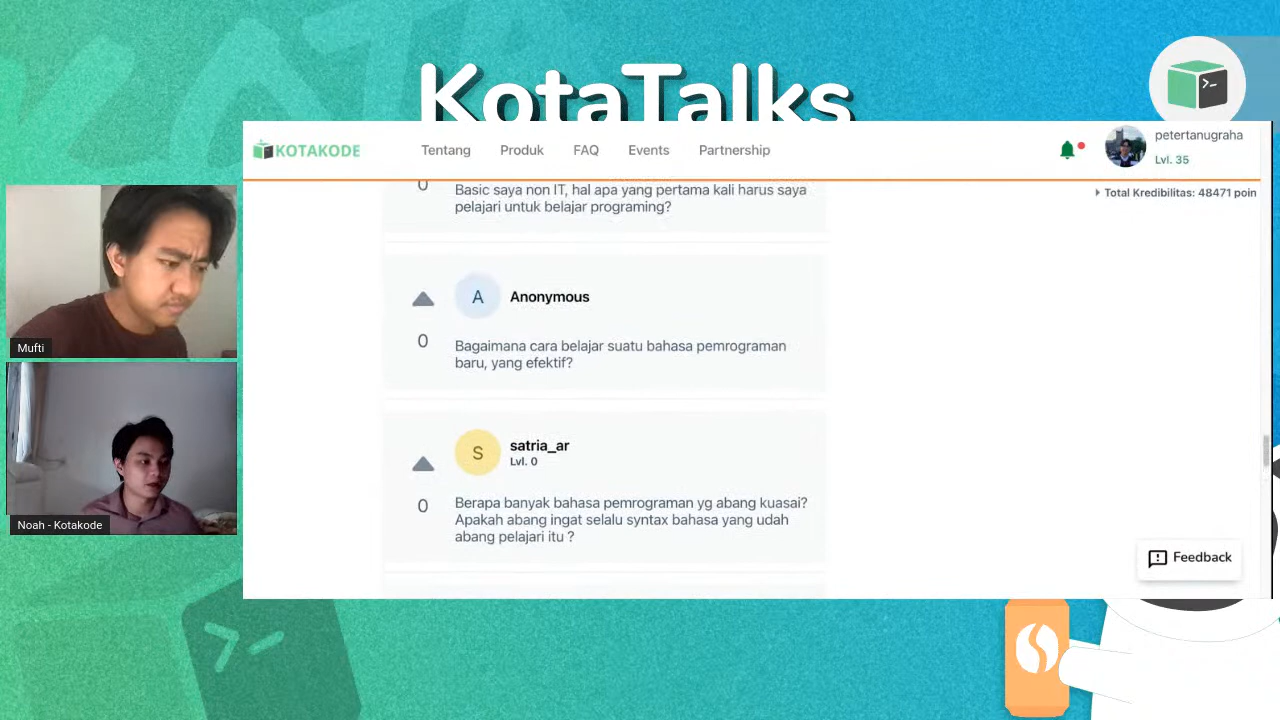 KotaTalks
KOTAKODE
Tentang
Produk
FAQ
Events
Partnership
petertanugraha
Lvl. 35
Total Kredibilitas: 48471 poin
0
Basic saya non IT, hal apa yang pertama kali harus saya
pelajari untuk belajar programing?
A
Anonymous
0
Bagaimana cara belajar suatu bahasa pemrograman
baru, yang efektif?
S
satria_ar
Lvl. 0
0
Berapa banyak bahasa pemrograman yg abang kuasai?
Apakah abang ingat selalu syntax bahasa yang udah
abang pelajari itu ?
Feedback
Mufti
Noah - Kotakode